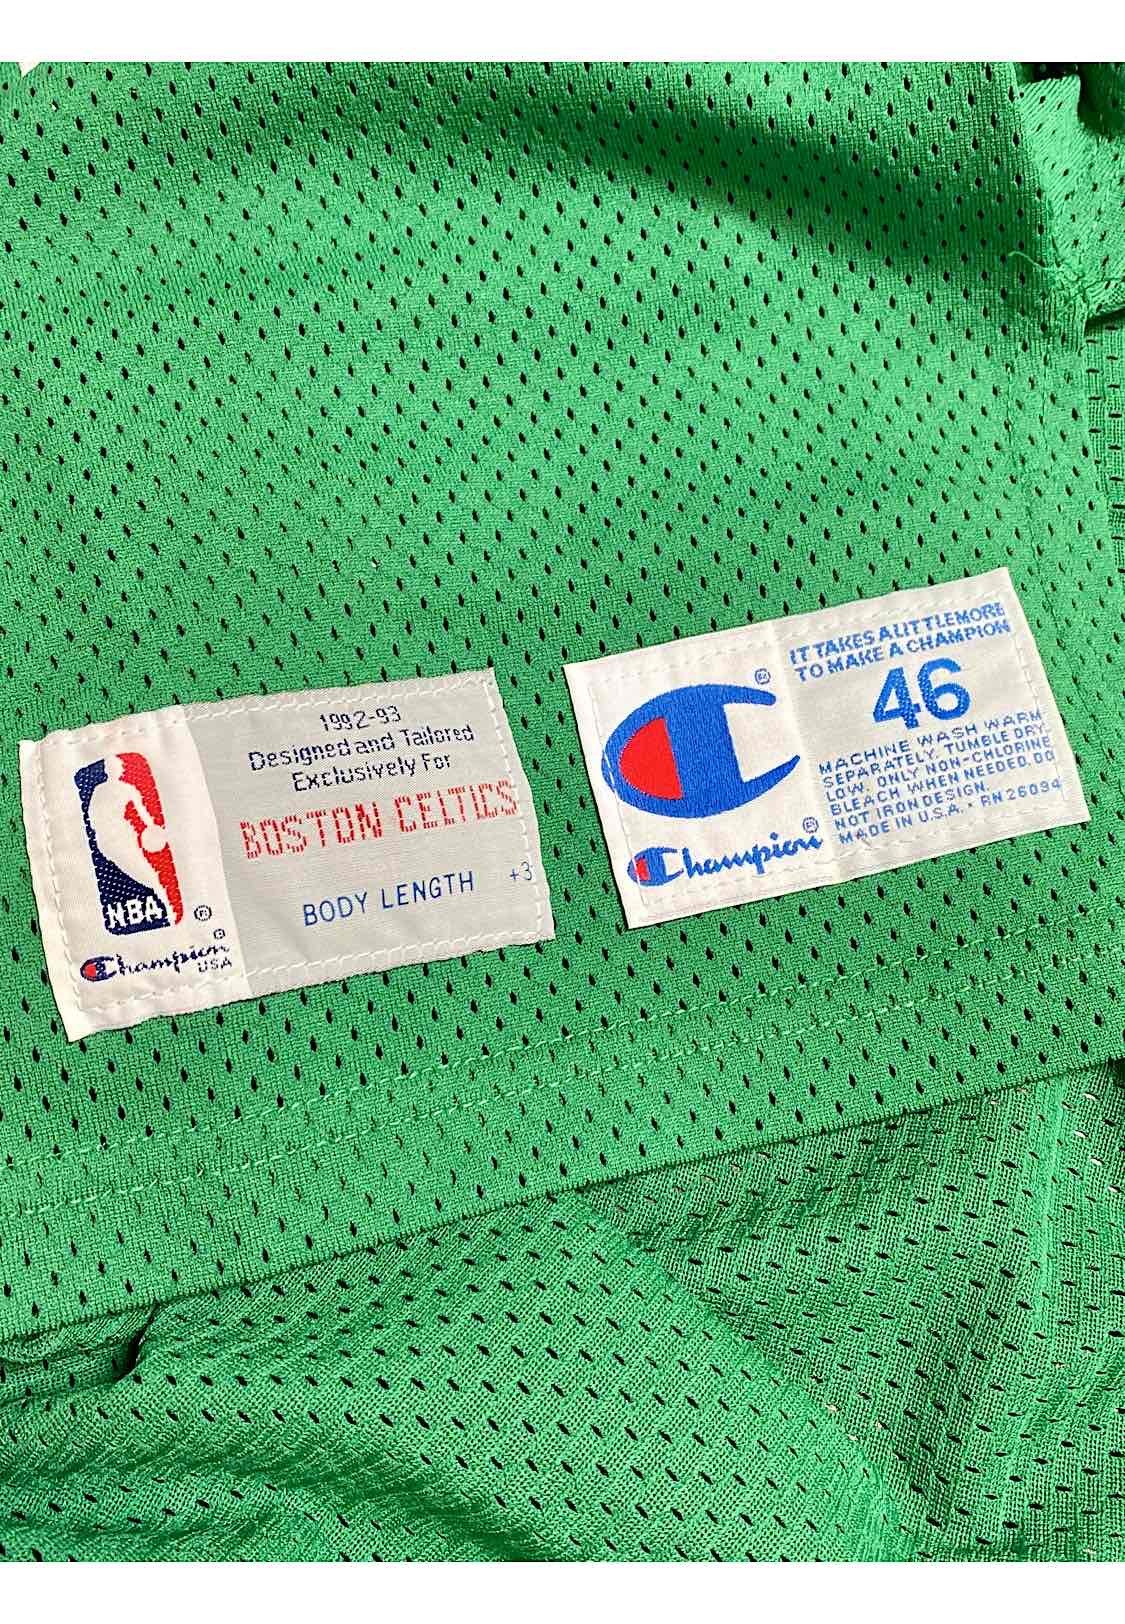 1992-93
Designed and Tailored
Exclusively For
BOSTON CELTICS
BODY LENGTH +3
NBA
®
®
Champion
USA
®
IT TAKES A LITTLE MORE
TO MAKE A CHAMPION
46
MACHINE WASH WARM
SEPARATELY. TUMBLE DRY
LOW. ONLY NON-CHLORINE
BLEACH WHEN NEEDED. DO
NOT IRON DESIGN.
MADE IN U.S.A. • RN 26094
®
Champion